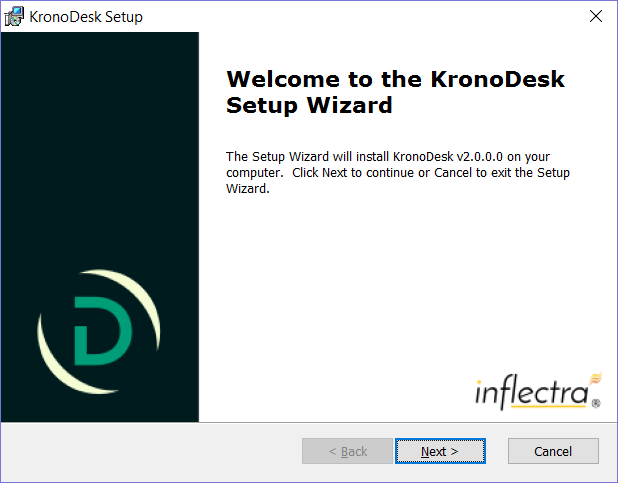 KronoDesk Setup
Welcome to the KronoDesk
Setup Wizard
The Setup Wizard will install KronoDesk v2.0.0.0 on your
computer.  Click Next to continue or Cancel to exit the Setup
Wizard.
D
inflectra®
< Back
Next >
Cancel